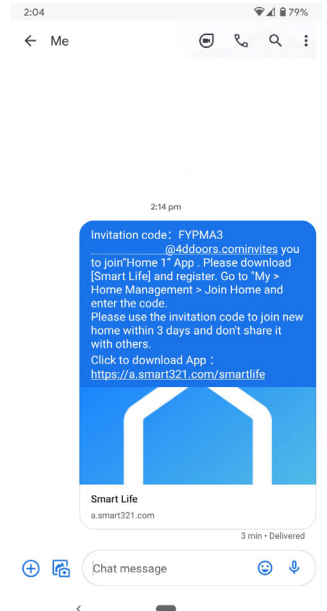 2:04
79%
Me
2:14 pm
Invitation code：FYPMA3
@4ddoors.cominvites you
to join"Home 1" App . Please download
[Smart Life] and register. Go to "My >
Home Management > Join Home and
enter the code.
Please use the invitation code to join new
home within 3 days and don't share it
with others.
Click to download App：
https://a.smart321.com/smartlife
Smart Life
a.smart321.com
3 min • Delivered
Chat message